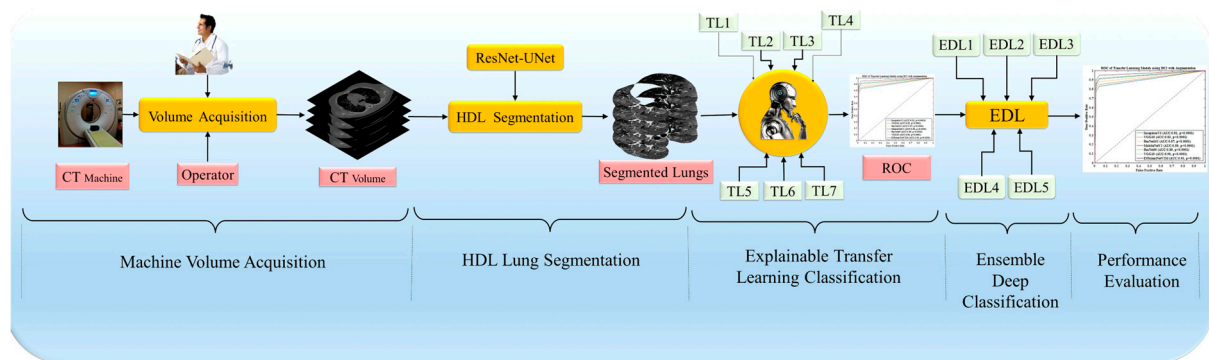 TL1
TL4
TL2
TL3
EDL1
EDL2
EDL3
ResNet-UNet
Volume Acquisition
HDL Segmentation
EDL
CT Machine
Operator
CT Volume
Segmented Lungs
ROC
TL5
TL6
TL7
EDL4
EDL5
Machine Volume Acquisition
HDL Lung Segmentation
Explainable Transfer
Learning Classification
Ensemble
Deep
Classification
Performance
Evaluation